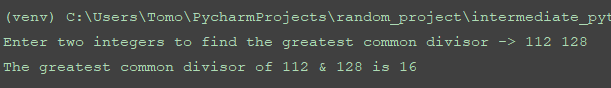 (venv) C:\Users\Tomo\PycharmProjects\random_project\intermediate_pyt
Enter two integers to find the greatest common divisor -> 112 128
The greatest common divisor of 112 & 128 is 16